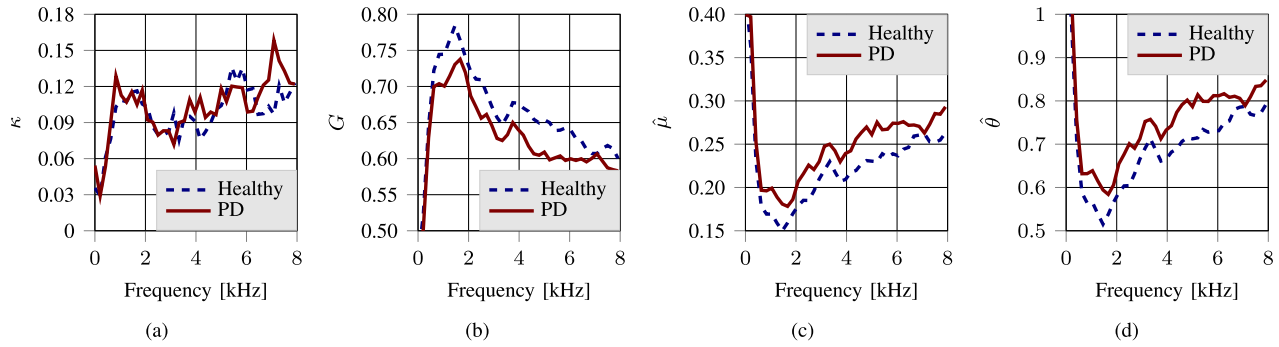 0.18
0.15
0.12
0.09
0.06
0.03
0
κ
0 2 4 6 8
Frequency [kHz]
Healthy
PD
(a)
0.80
0.75
0.70
0.65
0.60
0.55
0.50
G
0 2 4 6 8
Frequency [kHz]
Healthy
PD
(b)
0.40
0.35
0.30
0.25
0.20
0.15
μ̂
0 2 4 6 8
Frequency [kHz]
Healthy
PD
(c)
1
0.9
0.8
0.7
0.6
0.5
θ̂
0 2 4 6 8
Frequency [kHz]
Healthy
PD
(d)